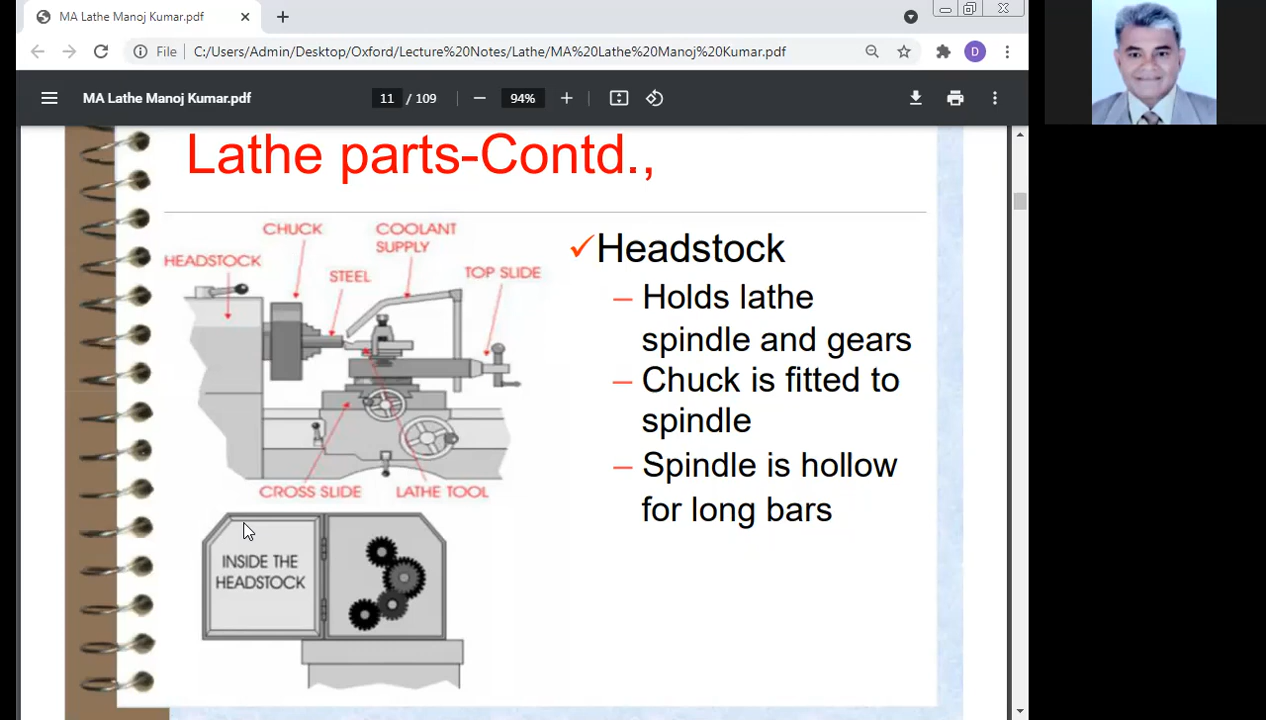 MA Lathe Manoj Kumar.pdf
File
C:/Users/Admin/Desktop/Oxford/Lecture%20Notes/Lathe/MA%20Lathe%20Manoj%20Kumar.pdf
D
MA Lathe Manoj Kumar.pdf
11 / 109
94%
Lathe parts-Contd.,
CHUCK
COOLANT
SUPPLY
HEADSTOCK
STEEL
TOP SLIDE
CROSS SLIDE
LATHE TOOL
INSIDE THE
HEADSTOCK
✓Headstock
– Holds lathe
spindle and gears
– Chuck is fitted to
spindle
– Spindle is hollow
for long bars